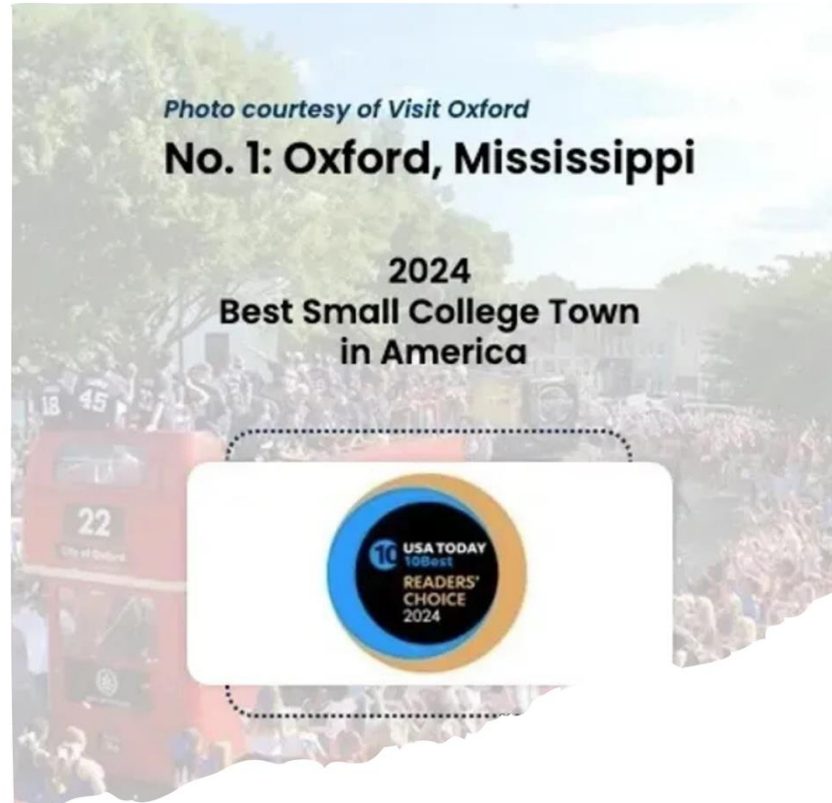 Photo courtesy of Visit Oxford
No. 1: Oxford, Mississippi
2024
Best Small College Town
in America
18
45
22
City of Oxford
10
USA TODAY
10Best
READERS'
CHOICE
2024